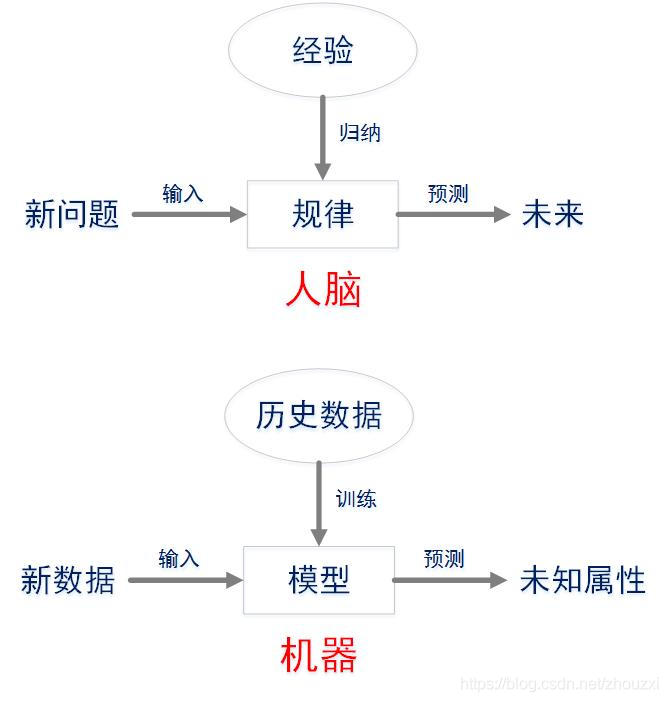 经验
归纳
新问题 输入 规律 预测 未来
人脑
历史数据
训练
新数据 输入 模型 预测 未知属性
机器
https://blog.csdn.net/zhouzxi